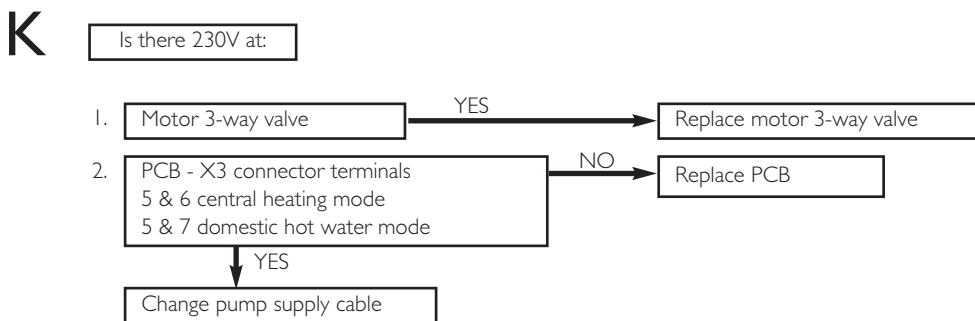 K
Is there 230V at:
1. Motor 3-way valve
YES
Replace motor 3-way valve
2. PCB - X3 connector terminals
5 & 6 central heating mode
5 & 7 domestic hot water mode
NO
Replace PCB
YES
Change pump supply cable